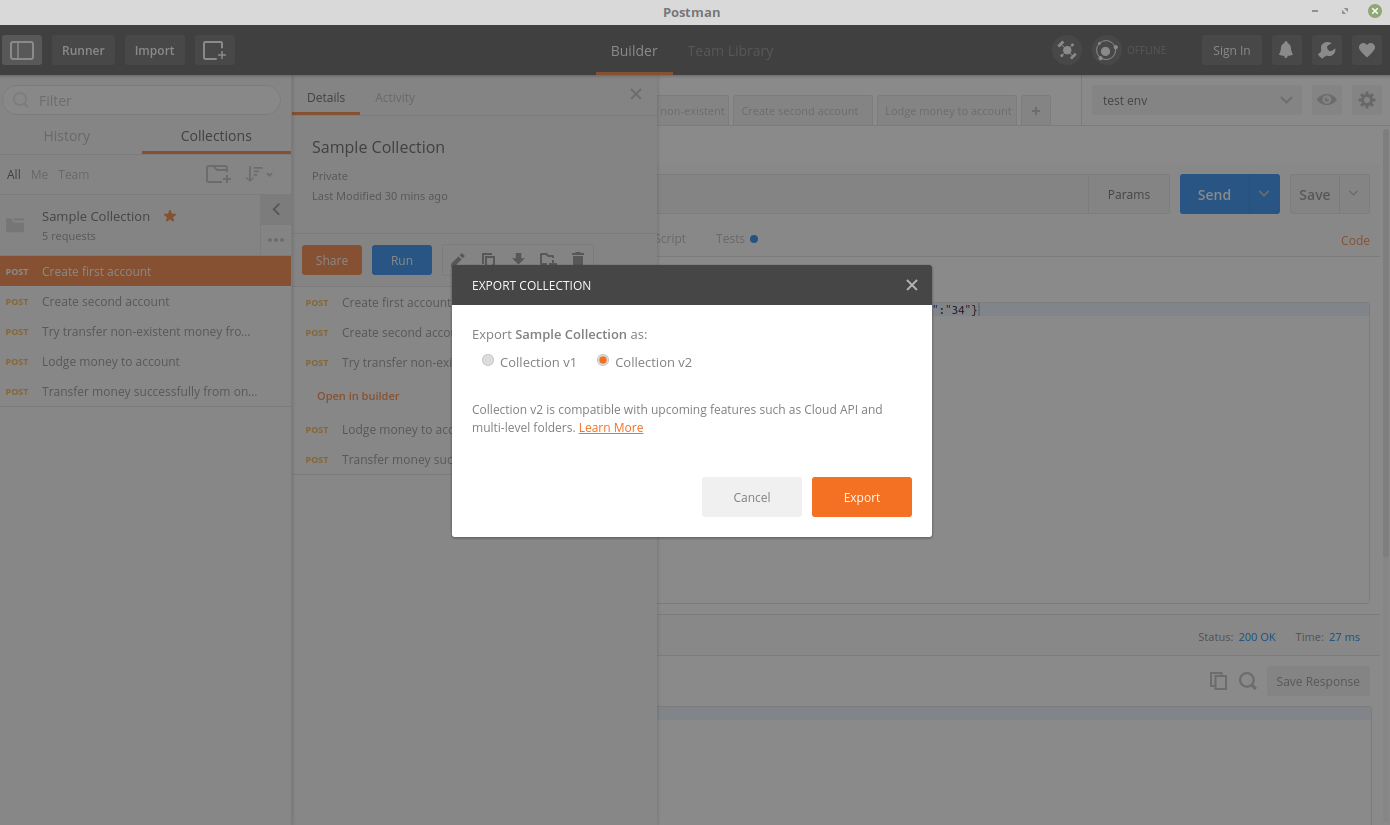 Postman
Runner
Import
Builder
Team Library
OFFLINE
Sign In
Filter
History
Collections
All Me Team
Sample Collection
5 requests
POST Create first account
POST Create second account
POST Try transfer non-existent money fro...
POST Lodge money to account
POST Transfer money successfully from on...
Details
Activity
Sample Collection
Private
Last Modified 30 mins ago
Share
Run
POST Create first account
POST Create second acco
POST Try transfer non-exi
Open in builder
POST Lodge money to acc
POST Transfer money suc
non-existent
Create second account
Lodge money to account
+
test env
Params
Send
Save
Script
Tests
Code
":"34"}
EXPORT COLLECTION
Export Sample Collection as:
Collection v1
Collection v2
Collection v2 is compatible with upcoming features such as Cloud API and
multi-level folders. Learn More
Cancel
Export
Status: 200 OK Time: 27 ms
Save Response